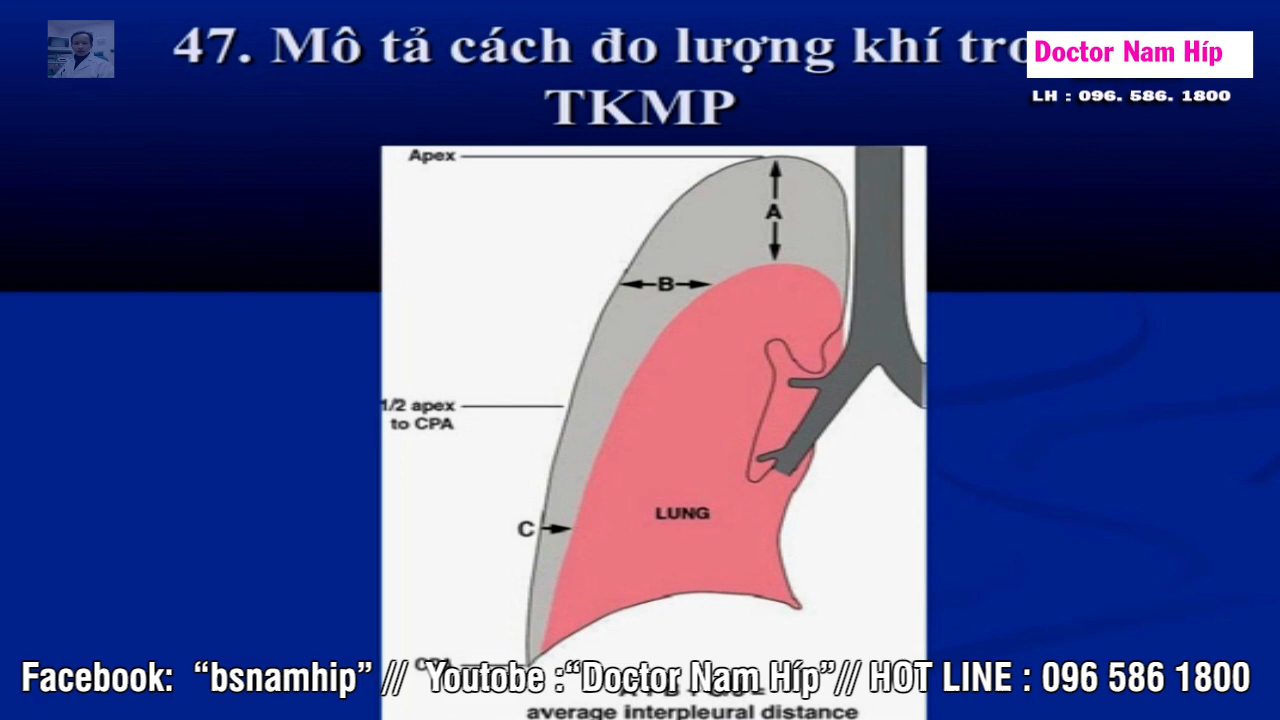 47. Mô tả cách đo lượng khí tro
Doctor Nam Híp
LH : 096. 586. 1800
TKMP
Apex
A
B
1/2 apex
to CPA
C
LUNG
Facebook: “bsnamhip” // Youtobe :“Doctor Nam Híp”// HOT LINE : 096 586 1800
average interpleural distance